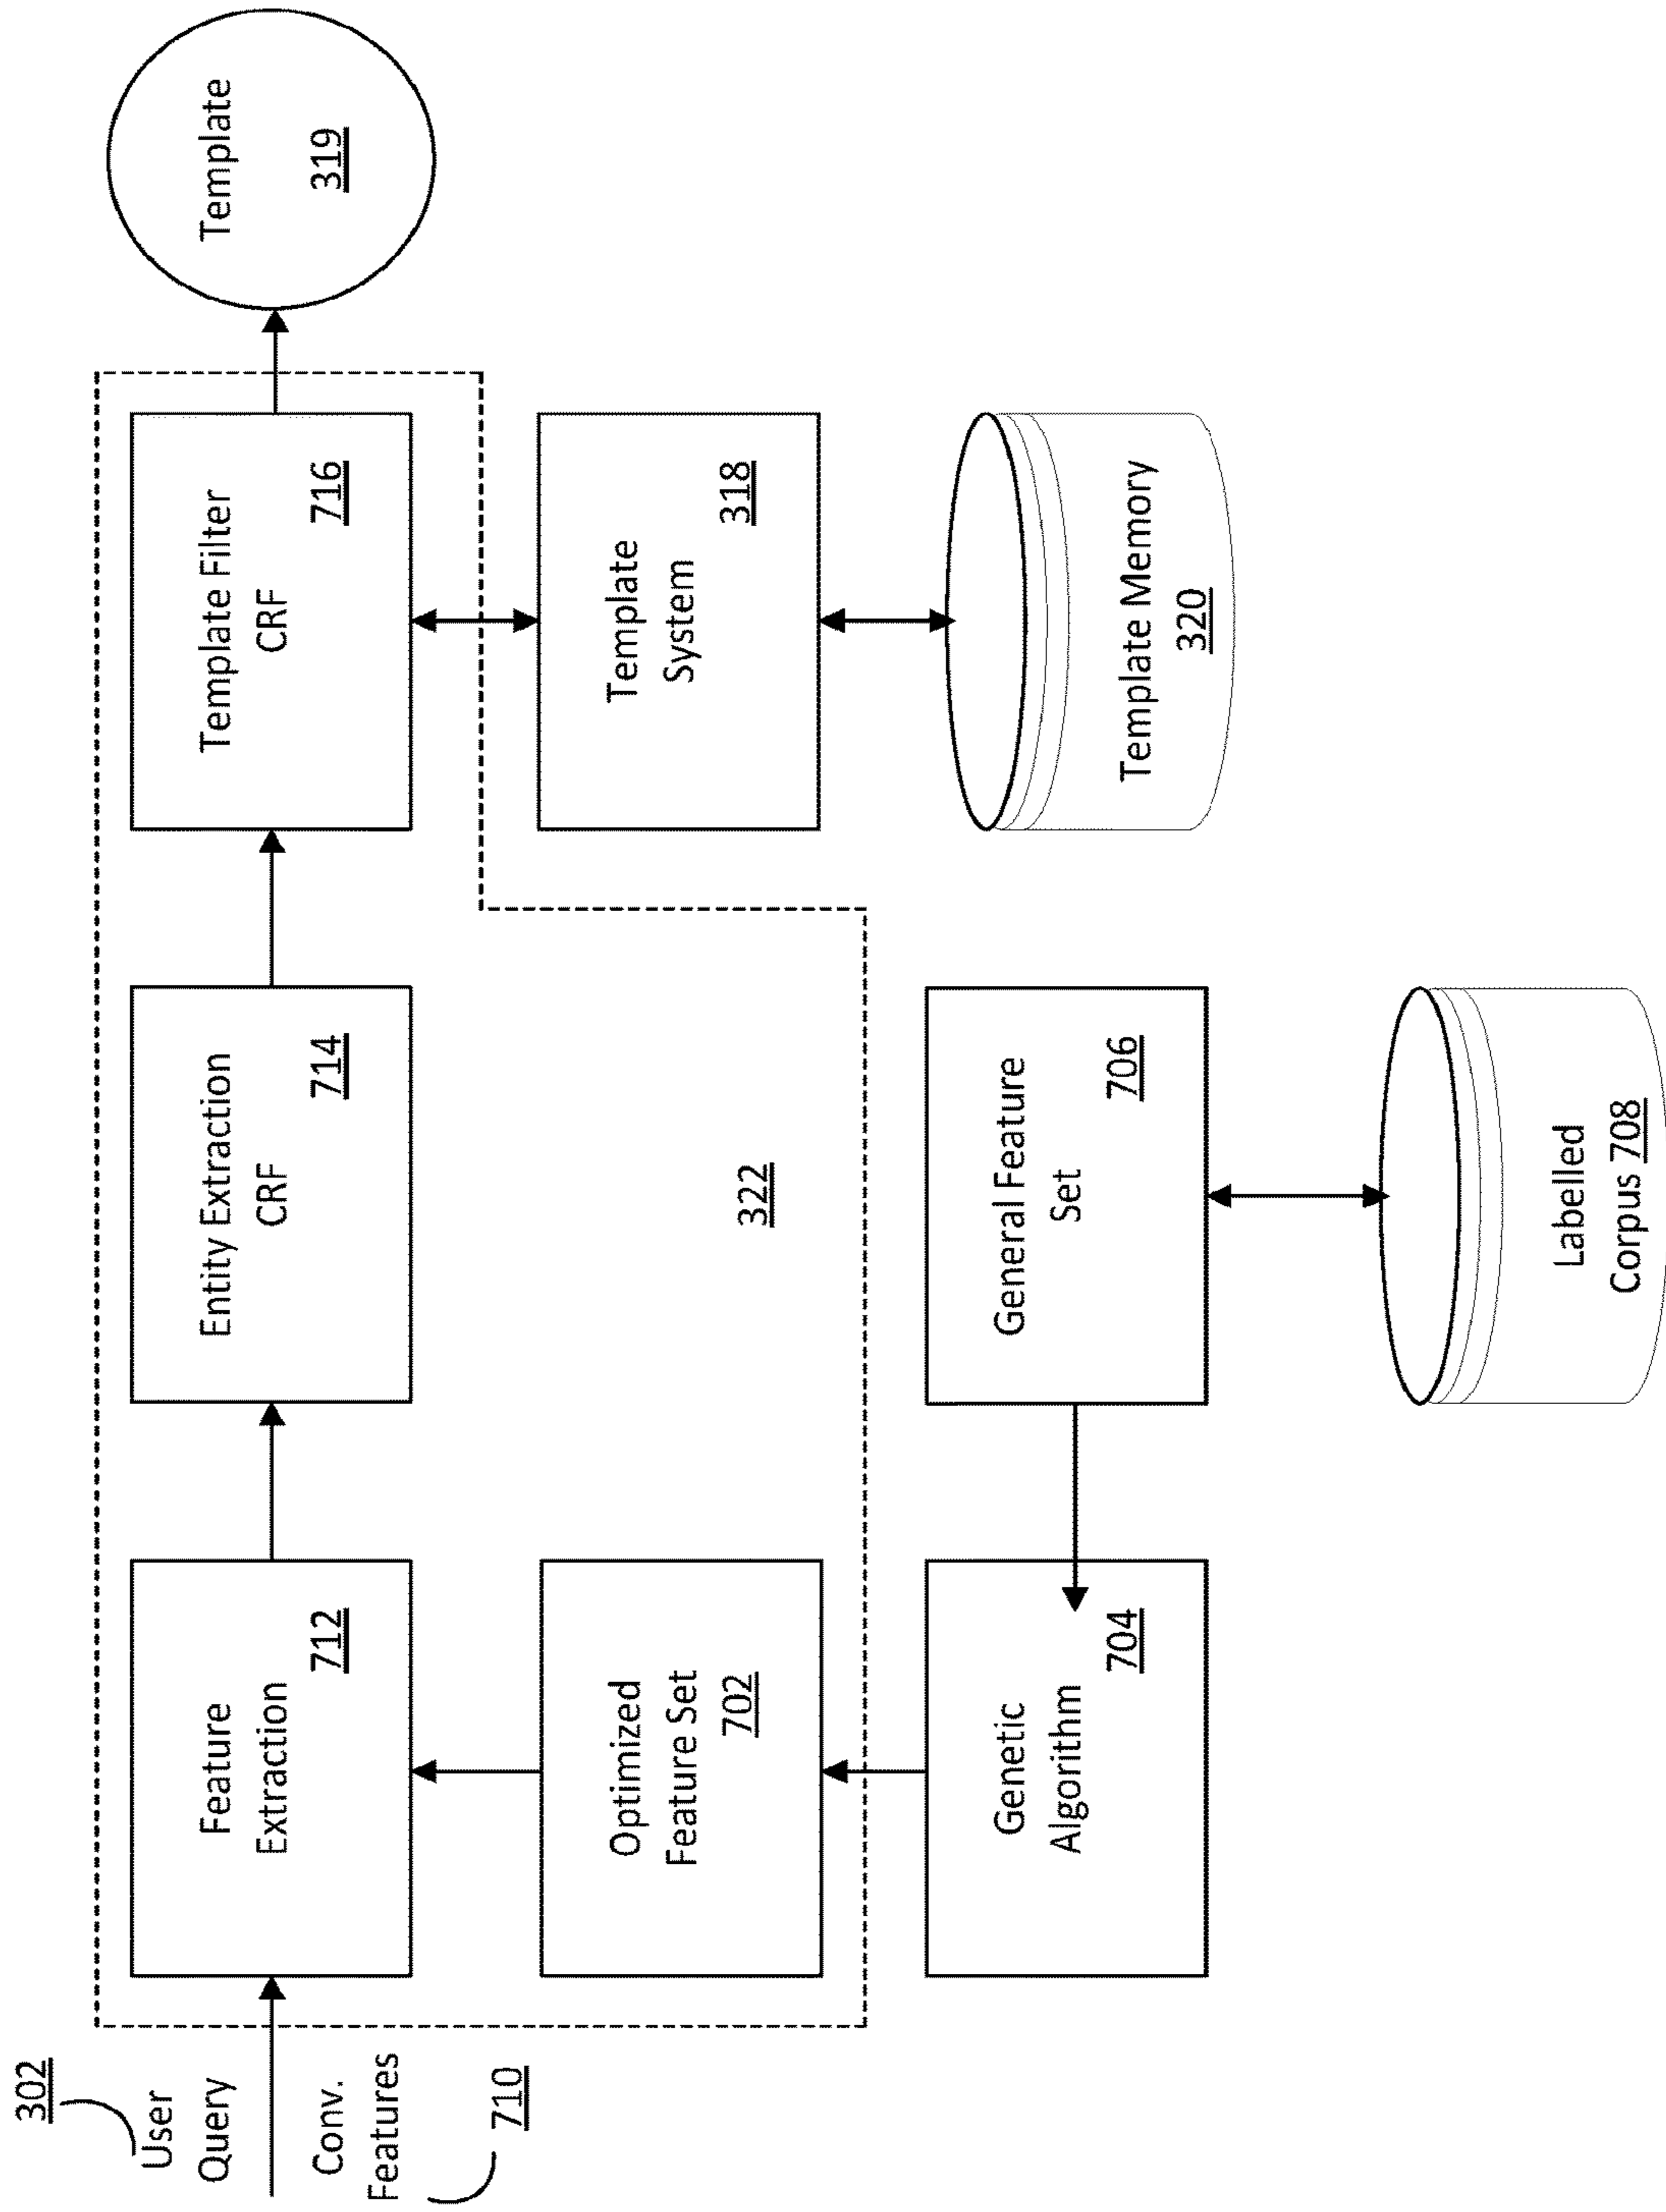 302
User
Query
Conv.
Features
710
Feature
Extraction
712
Entity Extraction
CRF
714
Template Filter
CRF
716
Template
319
Optimized
Feature Set
702
322
Template
System
318
Genetic
Algorithm
704
General Feature
Set
706
Template Memory
320
Labelled
Corpus 708